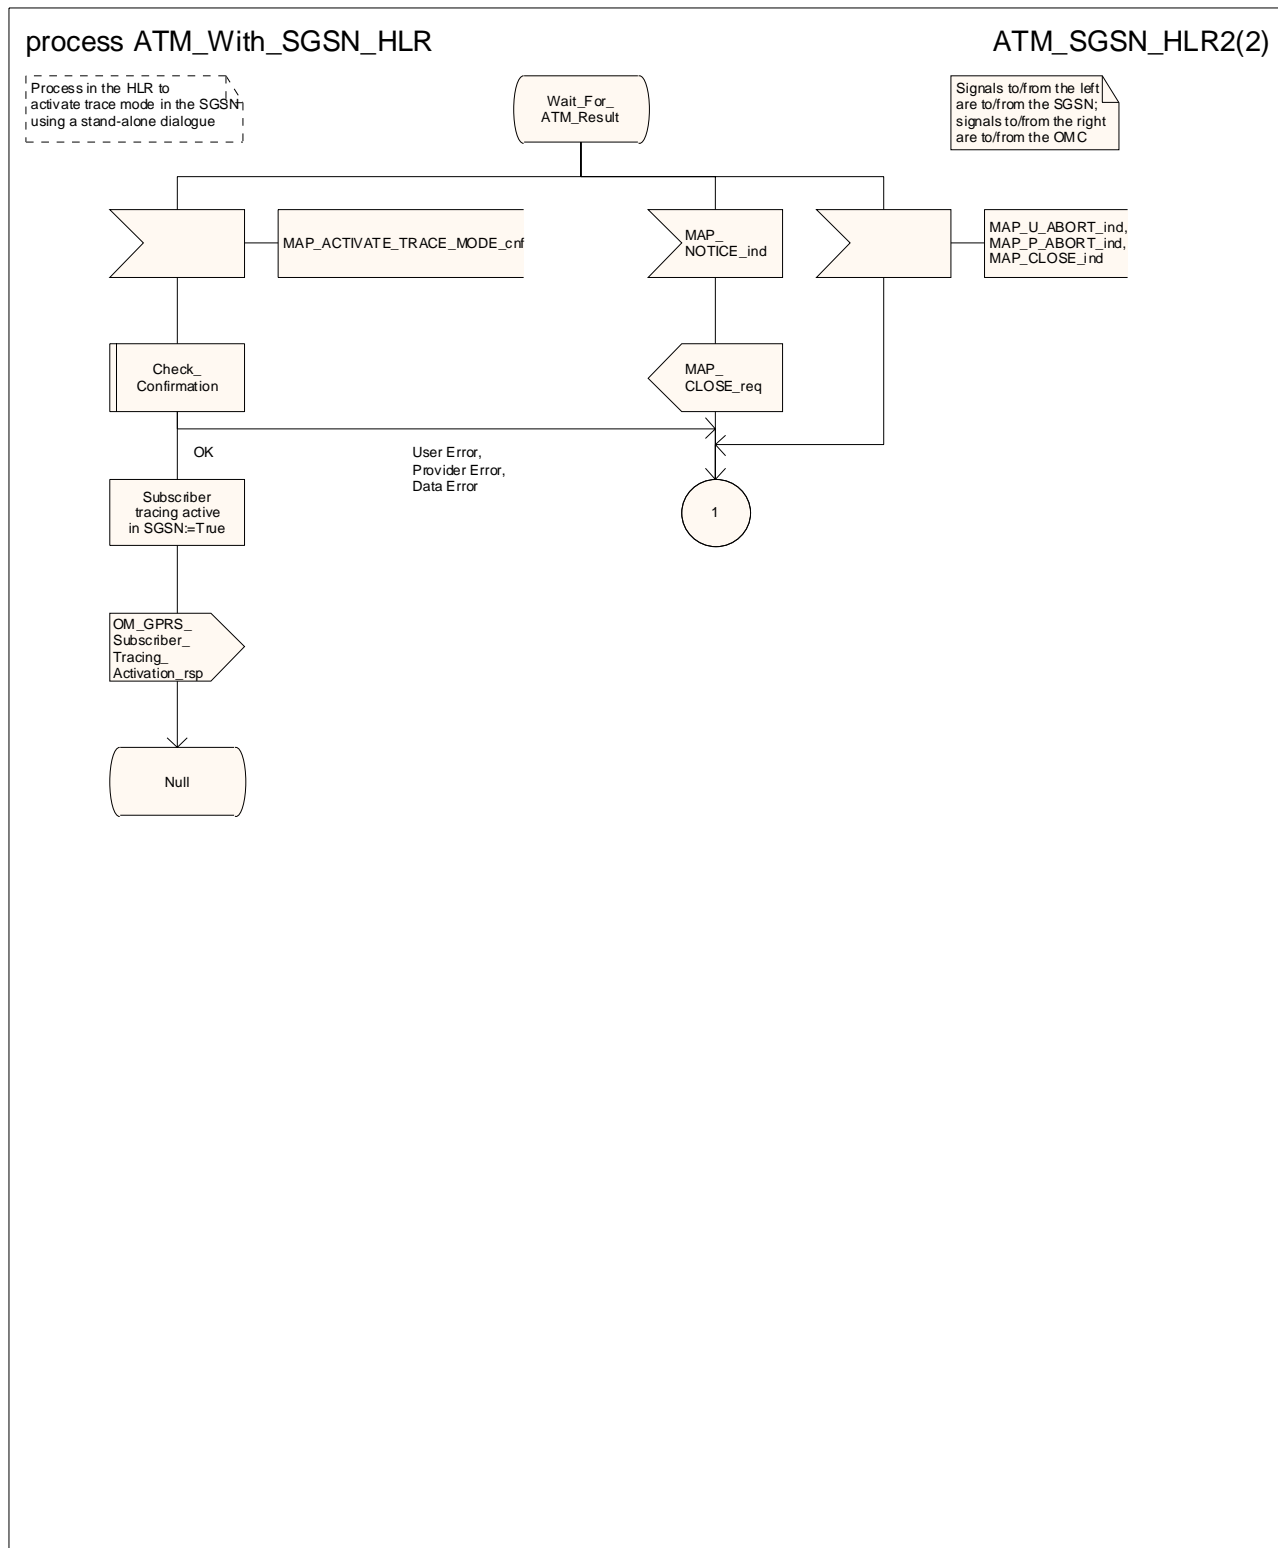 process ATM_With_SGSN_HLR
ATM_SGSN_HLR2(2)
Process in the HLR to
activate trace mode in the SGSN
using a stand-alone dialogue
Wait_For_
ATM_Result
Signals to/from the left
are to/from the SGSN;
signals to/from the right
are to/from the OMC
MAP_ACTIVATE_TRACE_MODE_cnf
MAP_
NOTICE_ind
MAP_U_ABORT_ind,
MAP_P_ABORT_ind,
MAP_CLOSE_ind
Check_
Confirmation
MAP_
CLOSE_req
OK
User Error,
Provider Error,
Data Error
Subscriber
tracing active
in SGSN:=True
1
OM_GPRS_
Subscriber_
Tracing_
Activation_rsp
Null